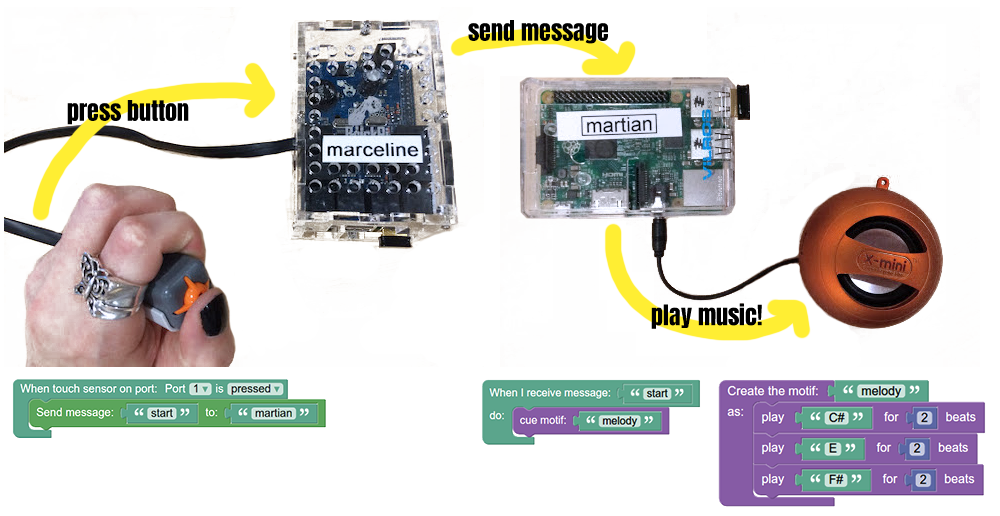 send message
press button
marceline
martian
VILROS
X-mini
play music!
When touch sensor on port: Port 1 ▾ is pressed ▾
Send message: “ start ” to: “ martian ”
When I receive message: “ start ”
do: cue motif: “ melody ”
Create the motif: “ melody ”
as: play “ C# ” for 2 beats
play “ E ” for 2 beats
play “ F# ” for 2 beats